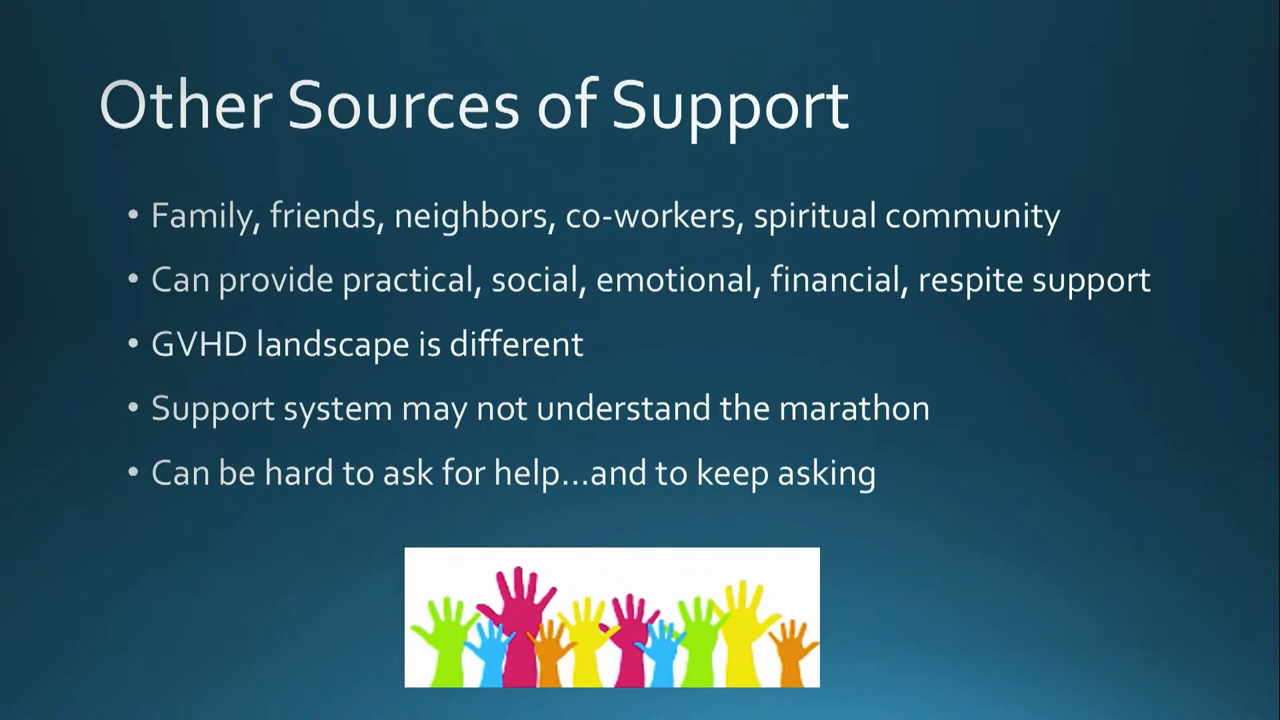 Other Sources of Support
• Family, friends, neighbors, co-workers, spiritual community
• Can provide practical, social, emotional, financial, respite support
• GVHD landscape is different
• Support system may not understand the marathon
• Can be hard to ask for help...and to keep asking